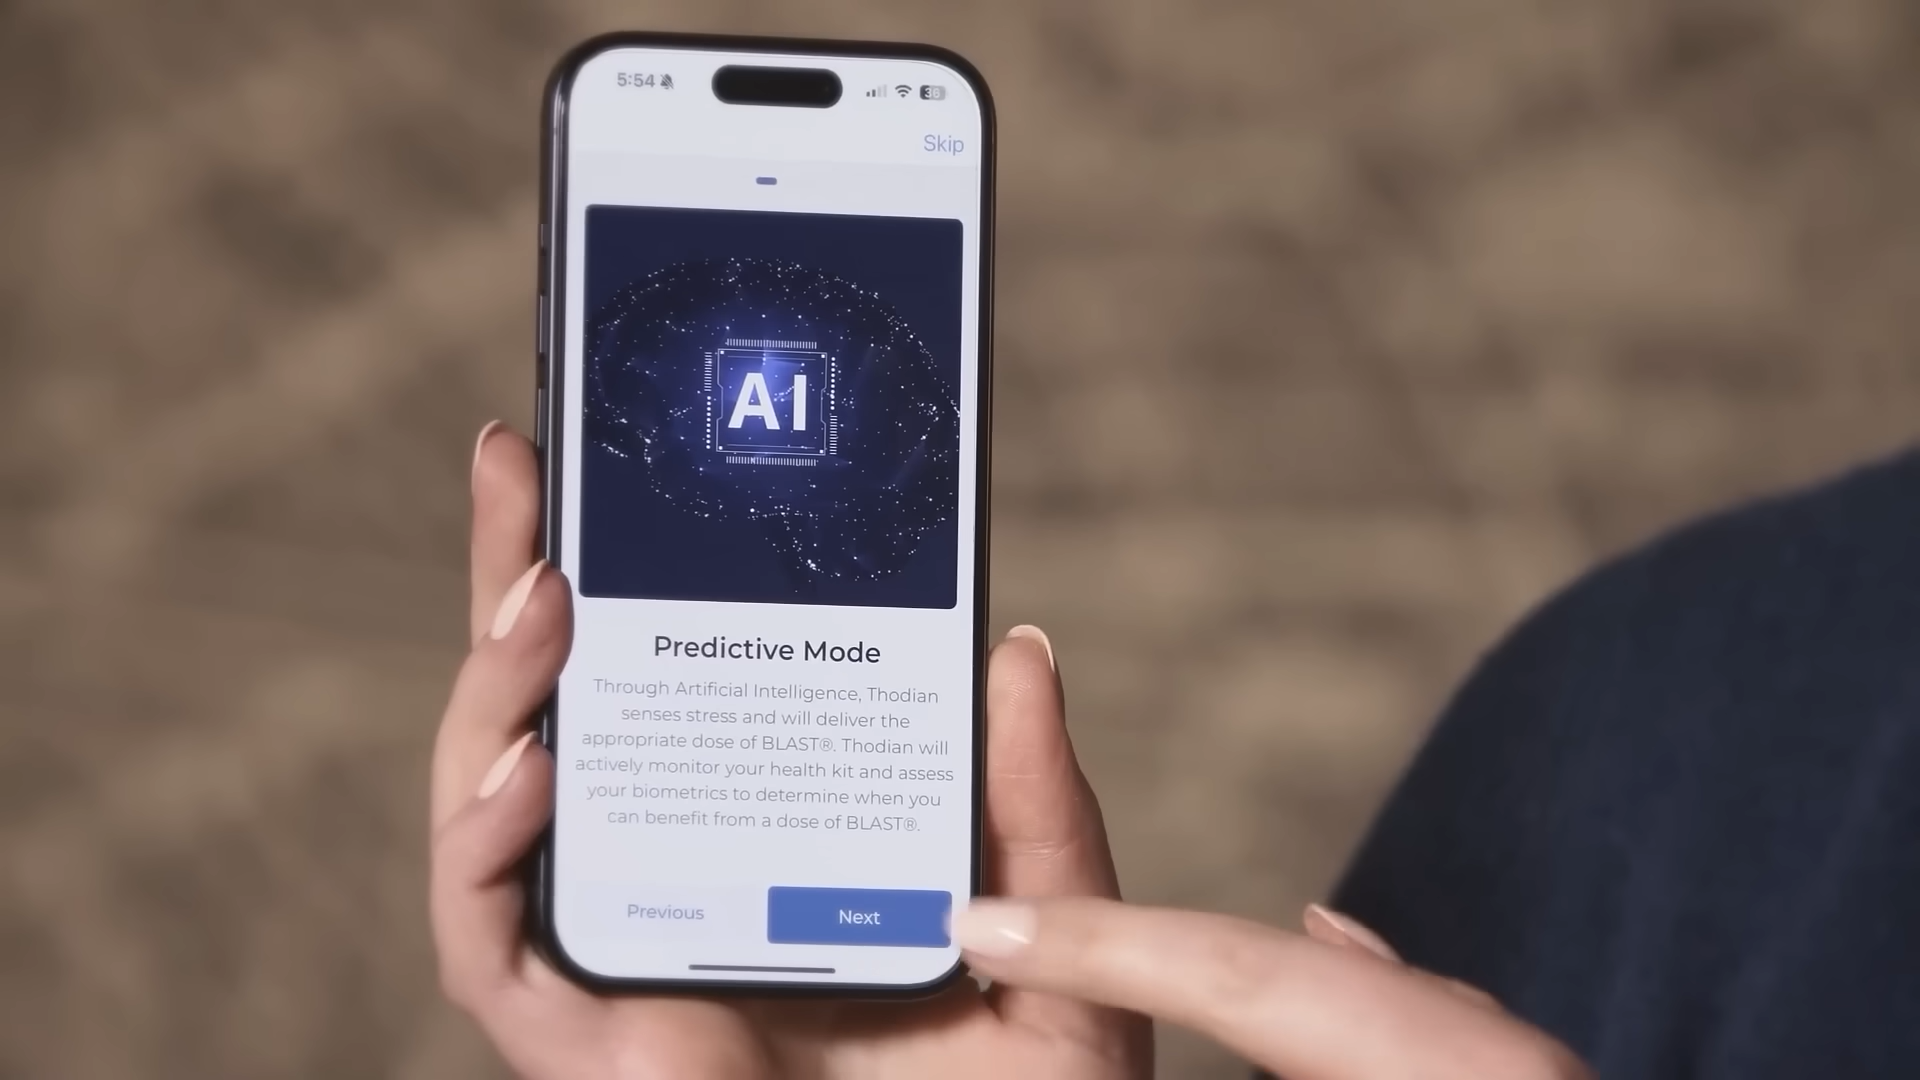 5:54
36
Skip
AI
Predictive Mode
Through Artificial Intelligence, Thodian
senses stress and will deliver the
appropriate dose of BLAST®. Thodian will
actively monitor your health kit and assess
your biometrics to determine when you
can benefit from a dose of BLAST®.
Previous
Next